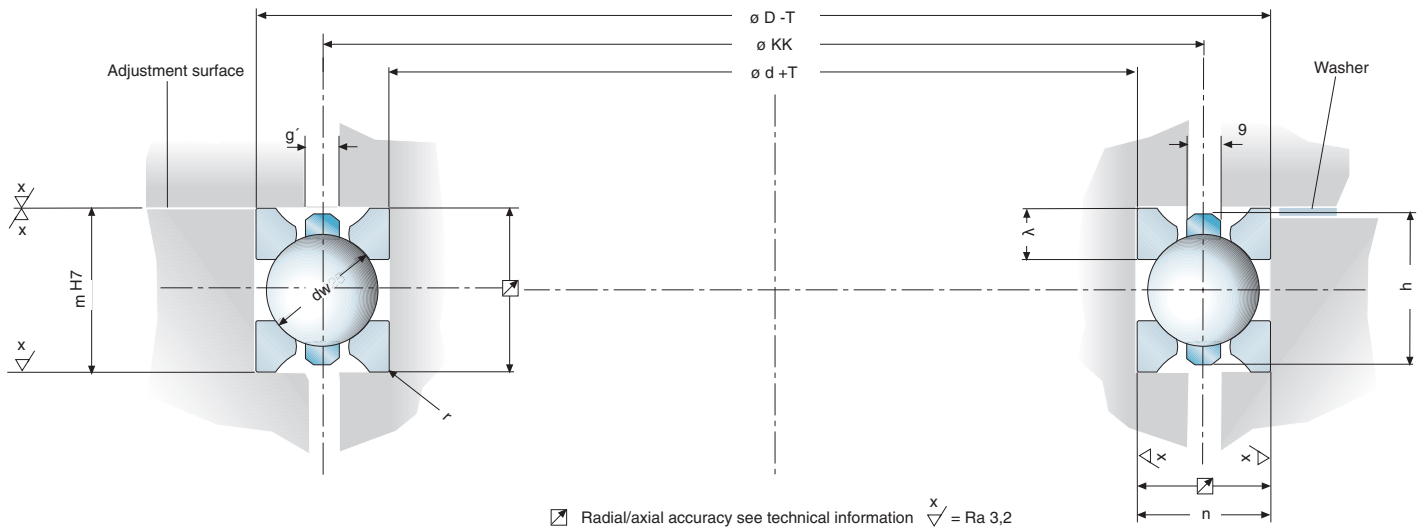 ø D -T
ø KK
ø d +T
Adjustment surface
Washer
g´
9
x
x
λ
m H7
dw
h
x
r
x
x
n
Radial/axial accuracy see technical information x = Ra 3,2